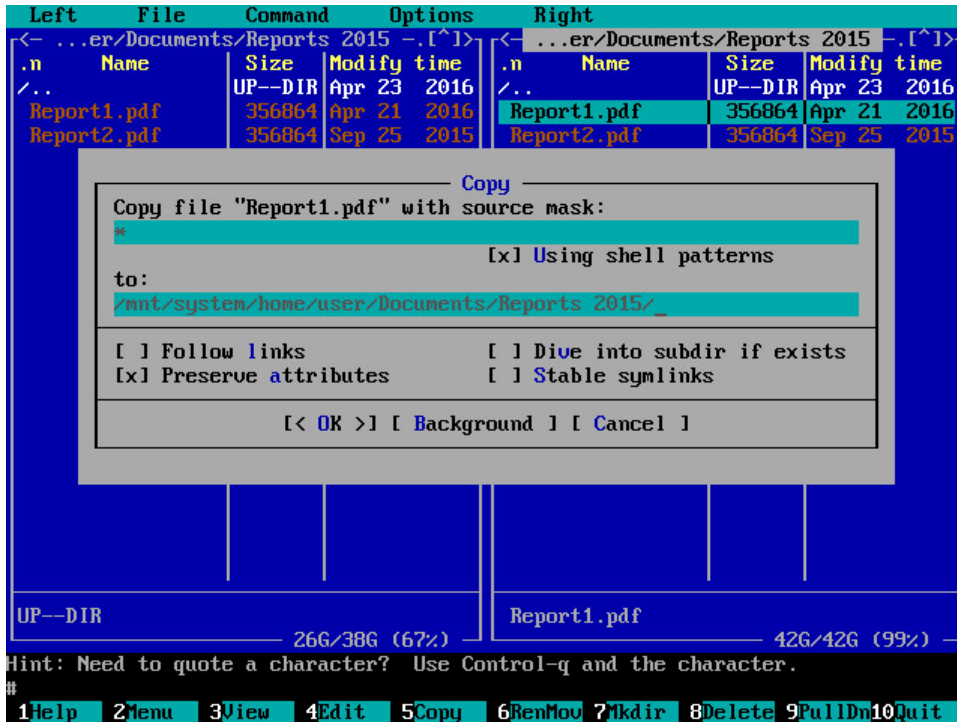 Left File Command Options Right
<- ...er/Documents/Reports 2015 -.[^]> <- ...er/Documents/Reports 2015 -.[^]>
.n Name Size Modify time .n Name Size Modify time
/.. UP--DIR Apr 23 2016 /.. UP--DIR Apr 23 2016
Report1.pdf 356864 Apr 21 2016 Report1.pdf 356864 Apr 21 2016
Report2.pdf 356864 Sep 25 2015 Report2.pdf 356864 Sep 25 2015
Copy
Copy file "Report1.pdf" with source mask:
*
[x] Using shell patterns
to:
/mnt/system/home/user/Documents/Reports 2015/_
[ ] Follow links [ ] Dive into subdir if exists
[x] Preserve attributes [ ] Stable symlinks
[< OK >] [ Background ] [ Cancel ]
UP--DIR Report1.pdf
26G/38G (67%) 42G/42G (99%)
Hint: Need to quote a character? Use Control-q and the character.
#
1Help 2Menu 3View 4Edit 5Copy 6RenMov 7Mkdir 8Delete 9PullDn 10Quit